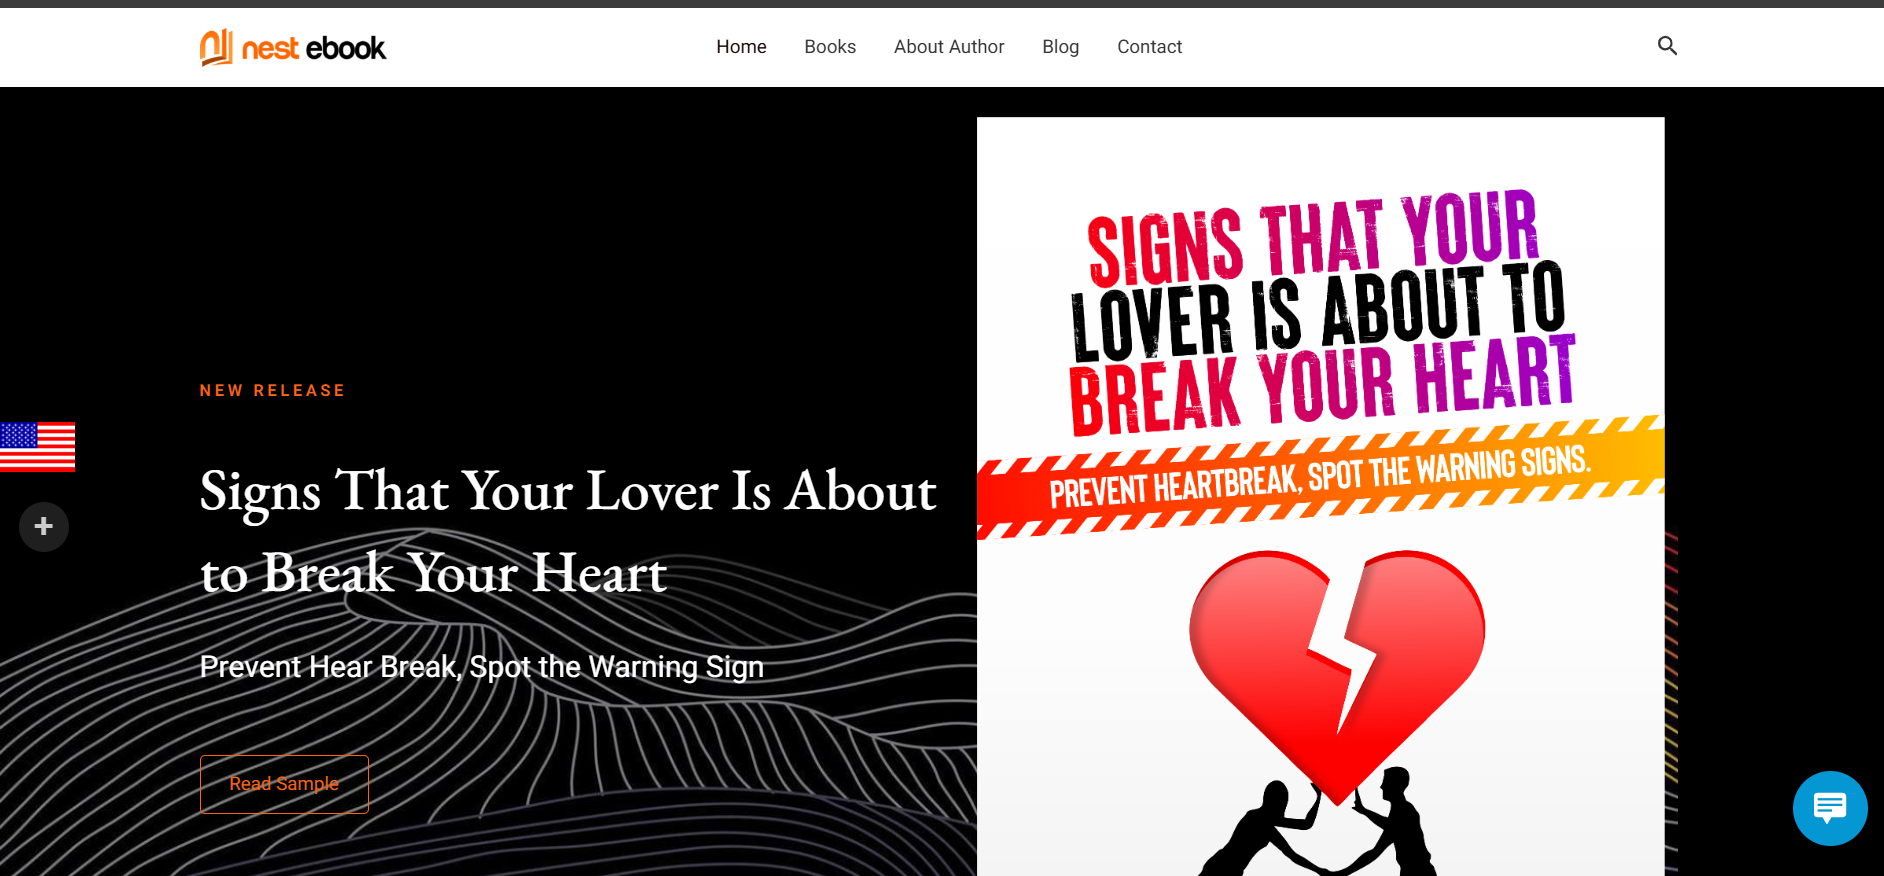 nest ebook
Home
Books
About Author
Blog
Contact
NEW RELEASE
Signs That Your Lover Is About
to Break Your Heart
Prevent Hear Break, Spot the Warning Sign
Read Sample
SIGNS THAT YOUR
LOVER IS ABOUT TO
BREAK YOUR HEART
PREVENT HEARTBREAK, SPOT THE WARNING SIGNS.